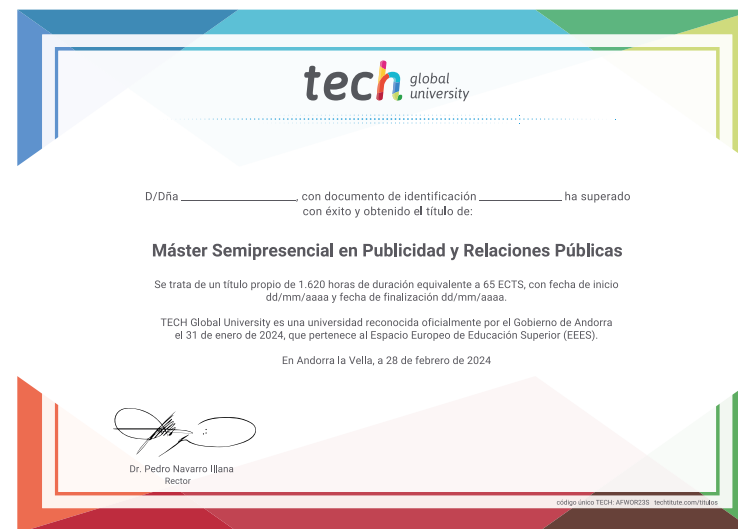 tech global university
D/Dña ____________, con documento de identificación ____________ ha superado
con éxito y obtenido el título de:
Máster Semipresencial en Publicidad y Relaciones Públicas
Se trata de un título propio de 1.620 horas de duración equivalente a 65 ECTS, con fecha de inicio
dd/mm/aaaa y fecha de finalización dd/mm/aaaa.
TECH Global University es una universidad reconocida oficialmente por el Gobierno de Andorra
el 31 de enero de 2024, que pertenece al Espacio Europeo de Educación Superior (EEES).
En Andorra la Vella, a 28 de febrero de 2024
Dr. Pedro Navarro Illana
Rector
código único TECH: AFWOR23S techtitute.com/titulos